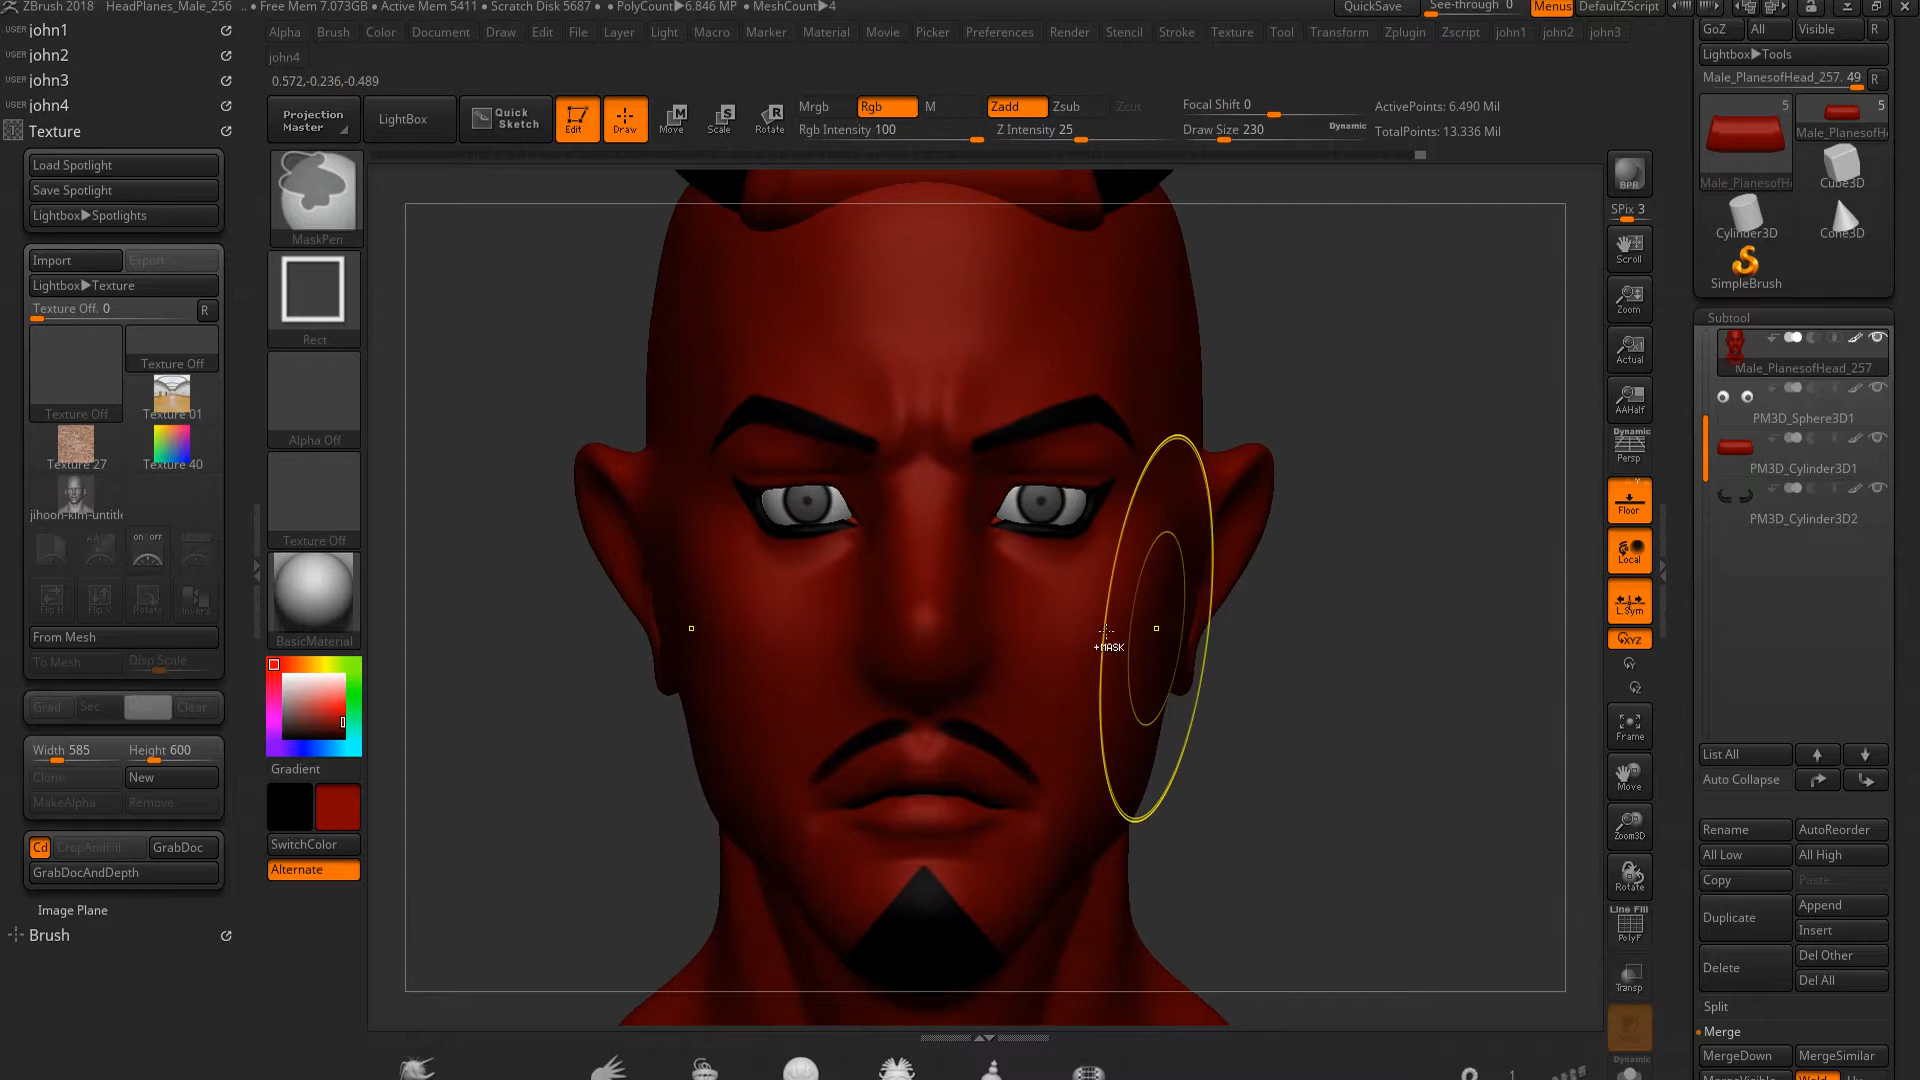 ZBrush 2018 HeadPlanes_Male_256 .. • Free Mem 7.073GB • Active Mem 5411 • Scratch Disk 5687 • • PolyCount▶6.846 MP • MeshCount▶4
QuickSave See-through 0 Menus DefaultZScript
USER john1
USER john2
USER john3
USER john4
Texture
Load Spotlight
Save Spotlight
Lightbox▶Spotlights
Import Export
Lightbox▶Texture
Texture Off. 0 R
Texture Off
Texture Off Texture 01
Texture 27 Texture 40
ON OFF
Flip H Flip V Rotate Invers
From Mesh
To Mesh Disp Scale
Grad Sec Main Clear
Width 585 Height 600
Clone New
MakeAlpha Remove
Cd CropAndFill GrabDoc
GrabDocAndDepth
Image Plane
Brush
Alpha Brush Color Document Draw Edit File Layer Light Macro Marker Material Movie Picker Preferences Render Stencil Stroke Texture Tool Transform Zplugin Zscript john1 john2 john3
john4
0.572,-0.236,-0.489
Projection Master LightBox Quick Sketch Edit Draw Move Scale Rotate
Mrgb Rgb M Zadd Zsub Zcut
Rgb Intensity 100 Z Intensity 25
Focal Shift 0
Draw Size 230 Dynamic
ActivePoints: 6.490 Mil
TotalPoints: 13.336 Mil
MaskPen
Rect
Alpha Off
Texture Off
BasicMaterial
Gradient
SwitchColor
Alternate
+MASK
BPR
SPix 3
Scroll
Zoom
Actual
AAHalf
Dynamic
Persp
Floor
Local
L.Sym
XYZ
Y
Z
Frame
Move
Zoom3D
Rotate
Line Fill
PolyF
Transp
Dynamic
GoZ All Visible R
Lightbox▶Tools
Male_PlanesofHead_257. 49 R
5 5
Male_PlanesofH
Male_PlanesofH Cube3D
Cylinder3D Cone3D
SimpleBrush
Subtool
Male_PlanesofHead_257
PM3D_Sphere3D1
PM3D_Cylinder3D1
PM3D_Cylinder3D2
List All
Auto Collapse
Rename AutoReorder
All Low All High
Copy Paste
Duplicate Append
Insert
Delete Del Other
Del All
Split
Merge
MergeDown MergeSimilar
1